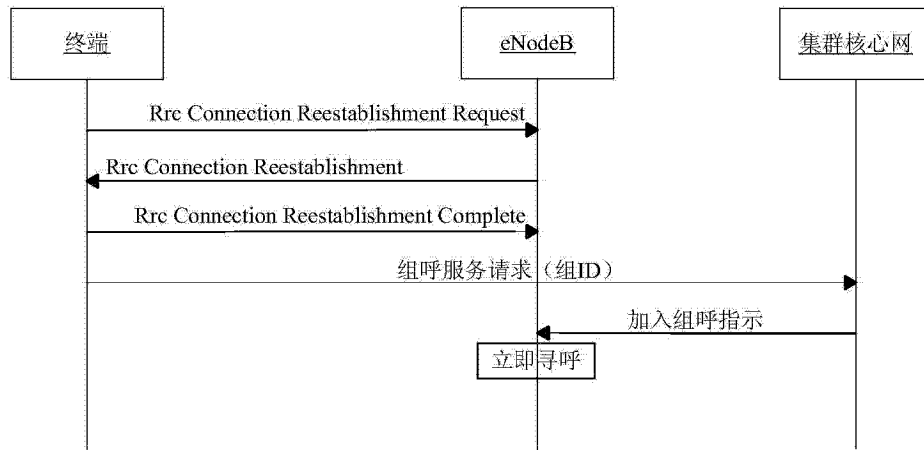 终端
eNodeB
集群核心网
Rrc Connection Reestablishment Request
Rrc Connection Reestablishment
Rrc Connection Reestablishment Complete
组呼服务请求（组ID）
加入组呼指示
立即寻呼